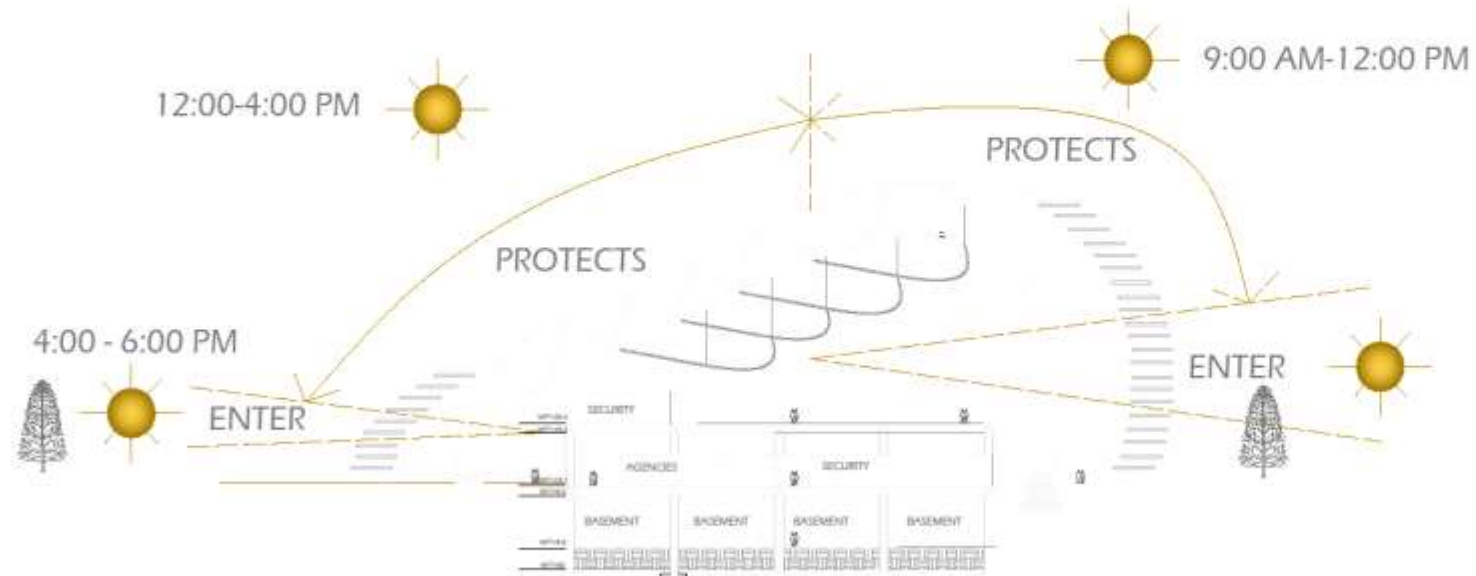 9:00 AM-12:00 PM
12:00-4:00 PM
PROTECTS
PROTECTS
4:00 - 6:00 PM
ENTER
ENTER
SECURITY
AGENCIES
SECURITY
BASEMENT
BASEMENT
BASEMENT
BASEMENT